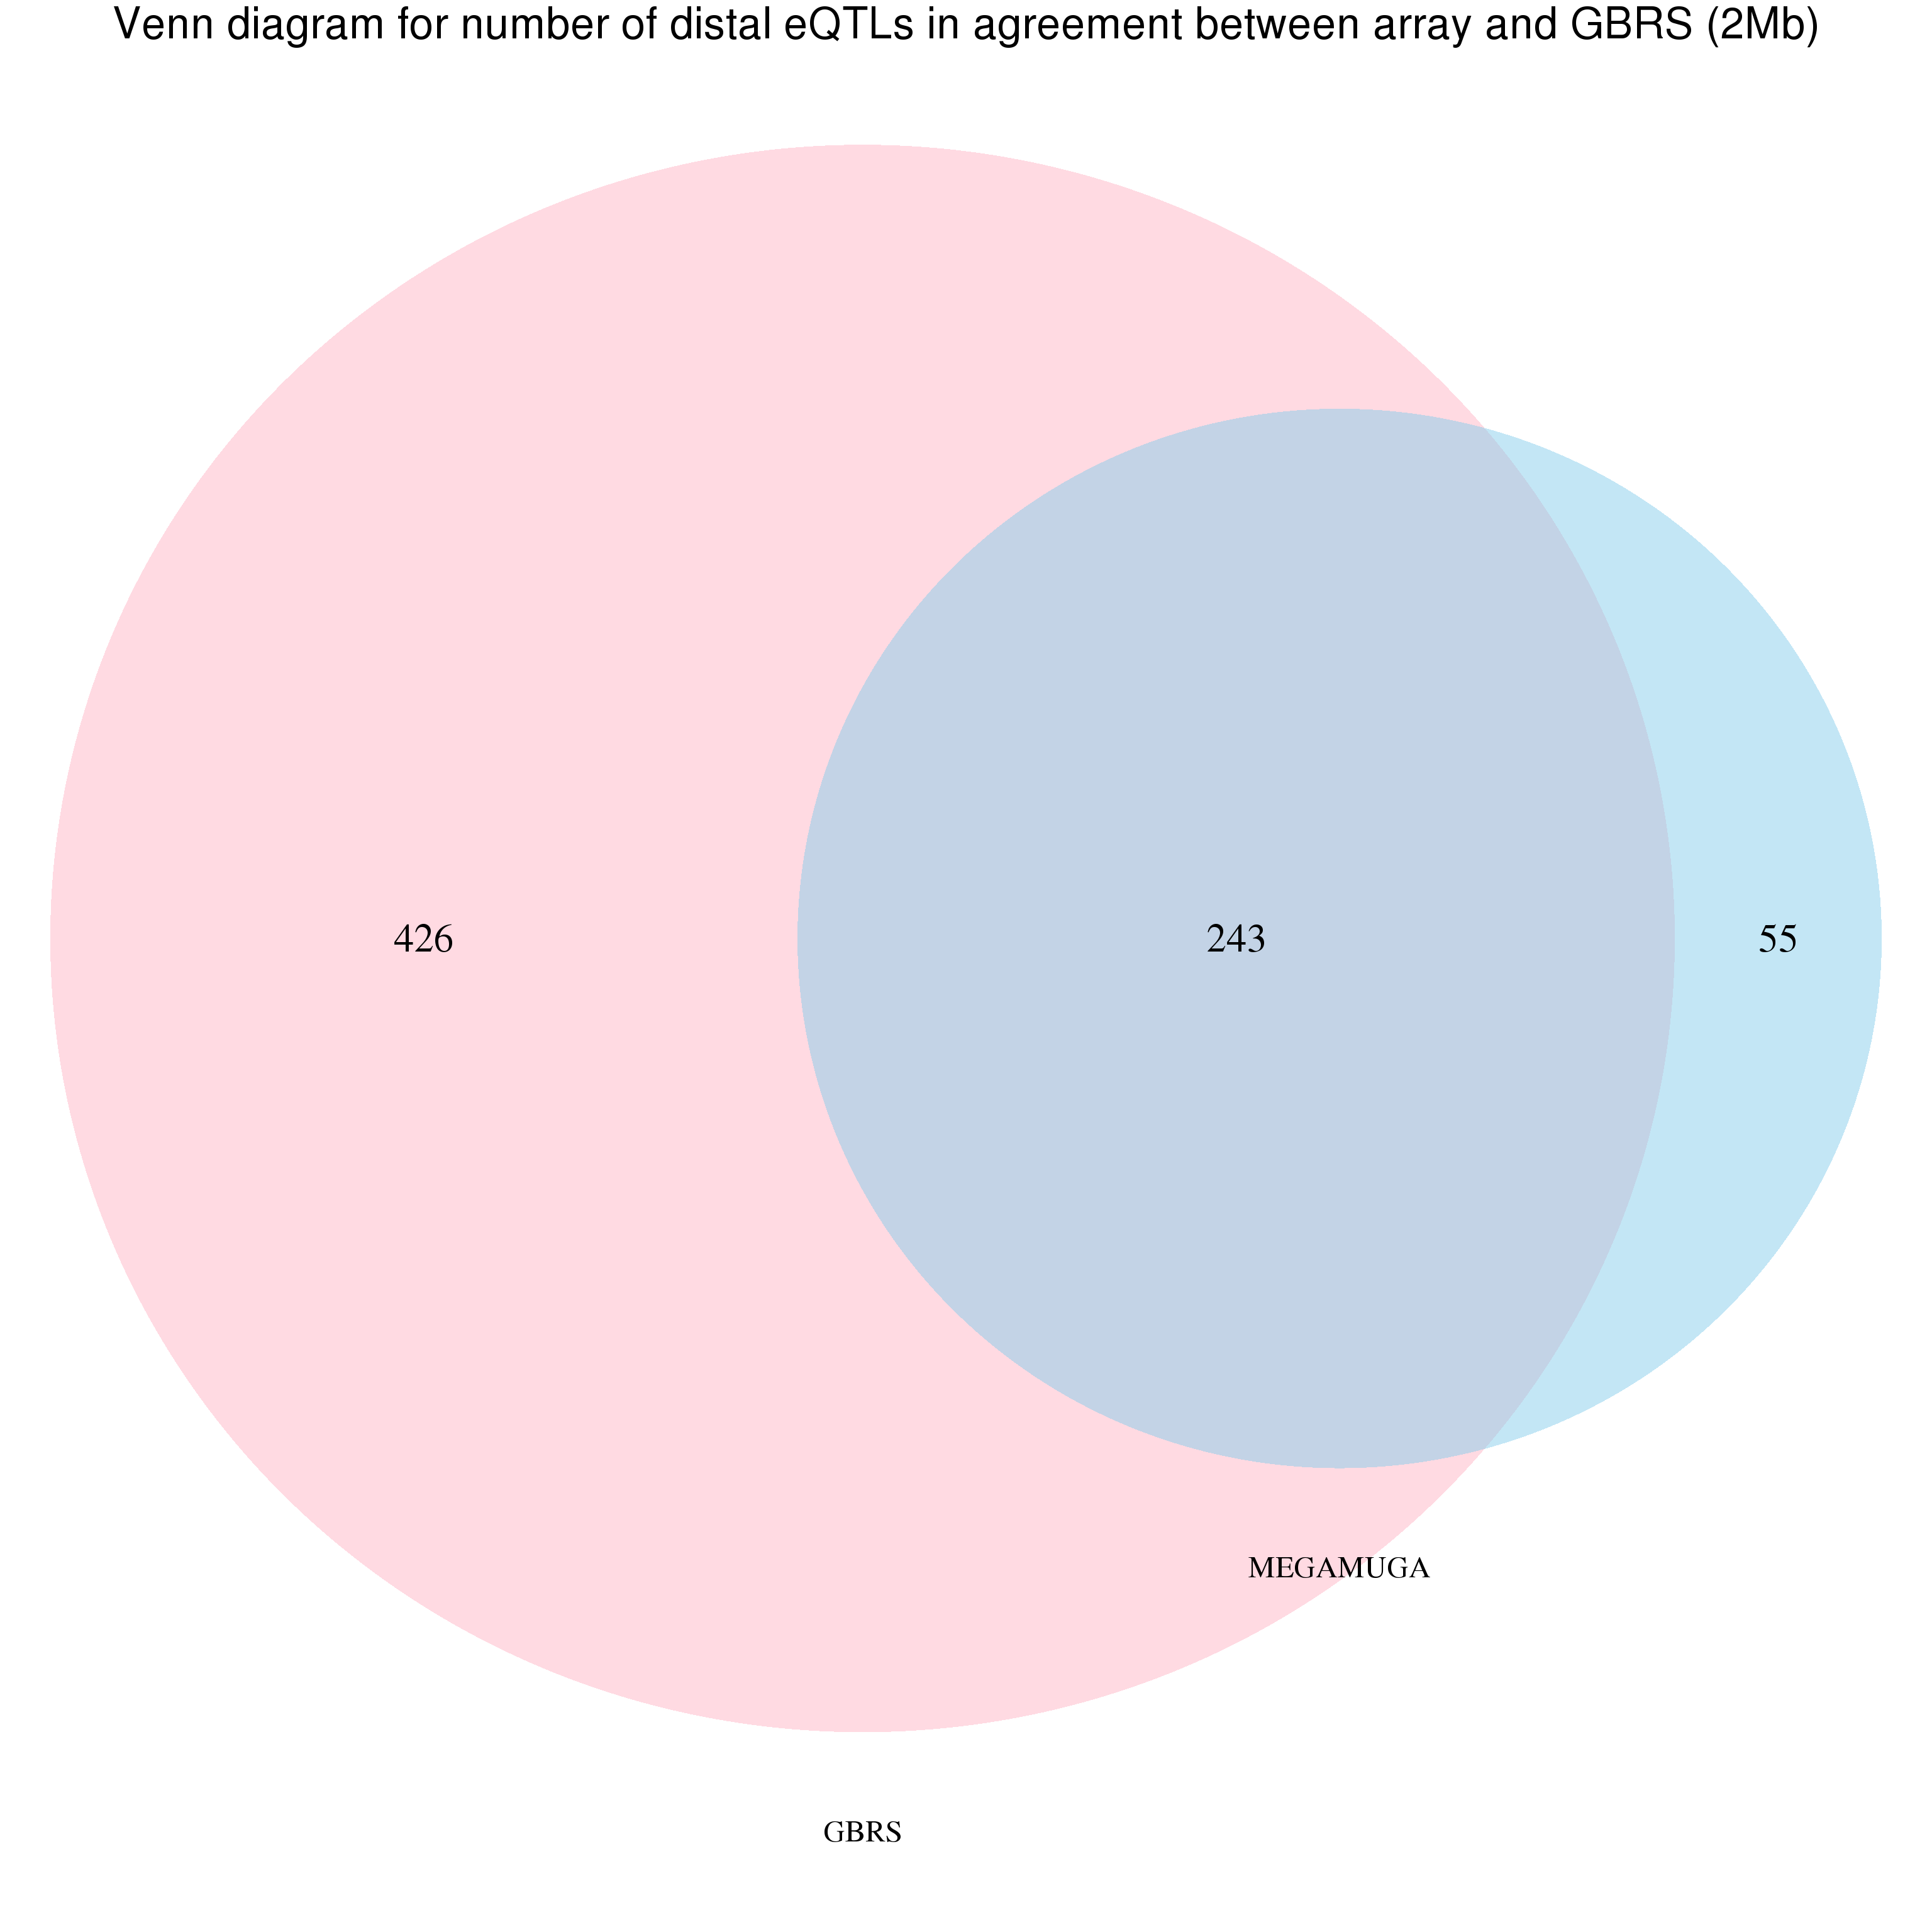 Venn diagram for number of distal eQTLs in agreement between array and GBRS (2Mb)
426
243
55
MEGAMUGA
GBRS